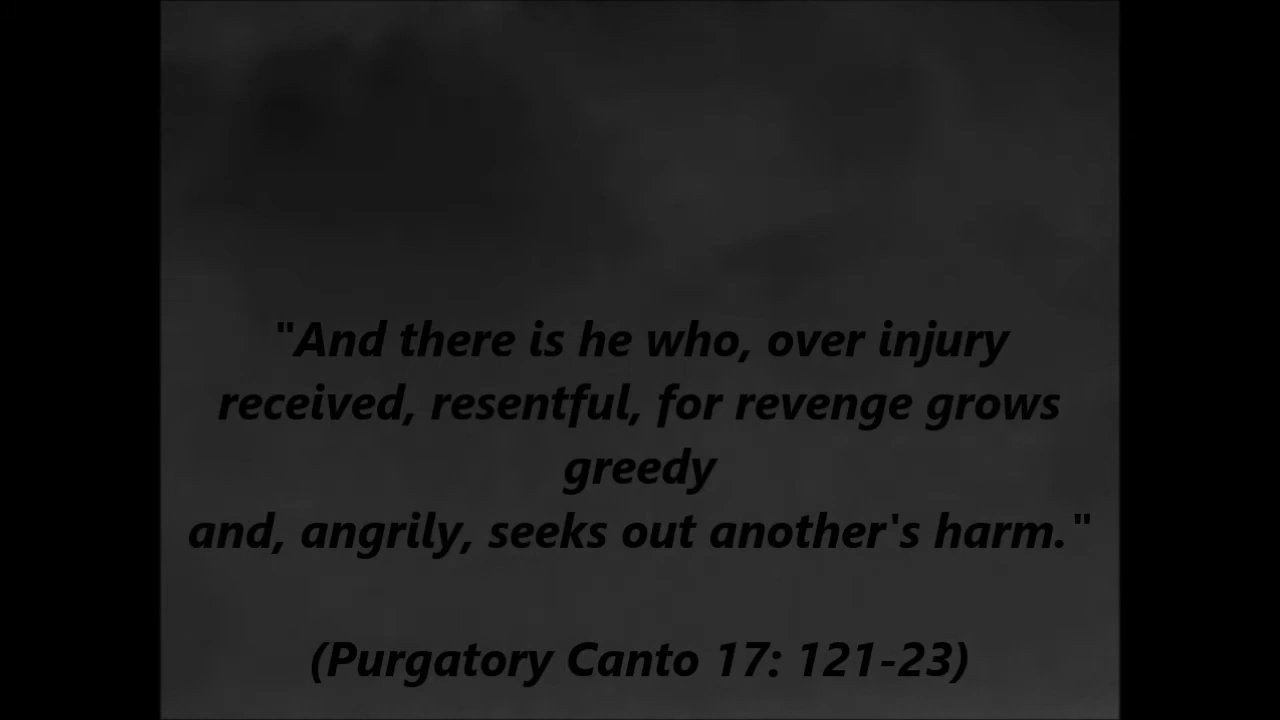 "And there is he who, over injury
received, resentful, for revenge grows
greedy
and, angrily, seeks out another's harm."
(Purgatory Canto 17: 121-23)